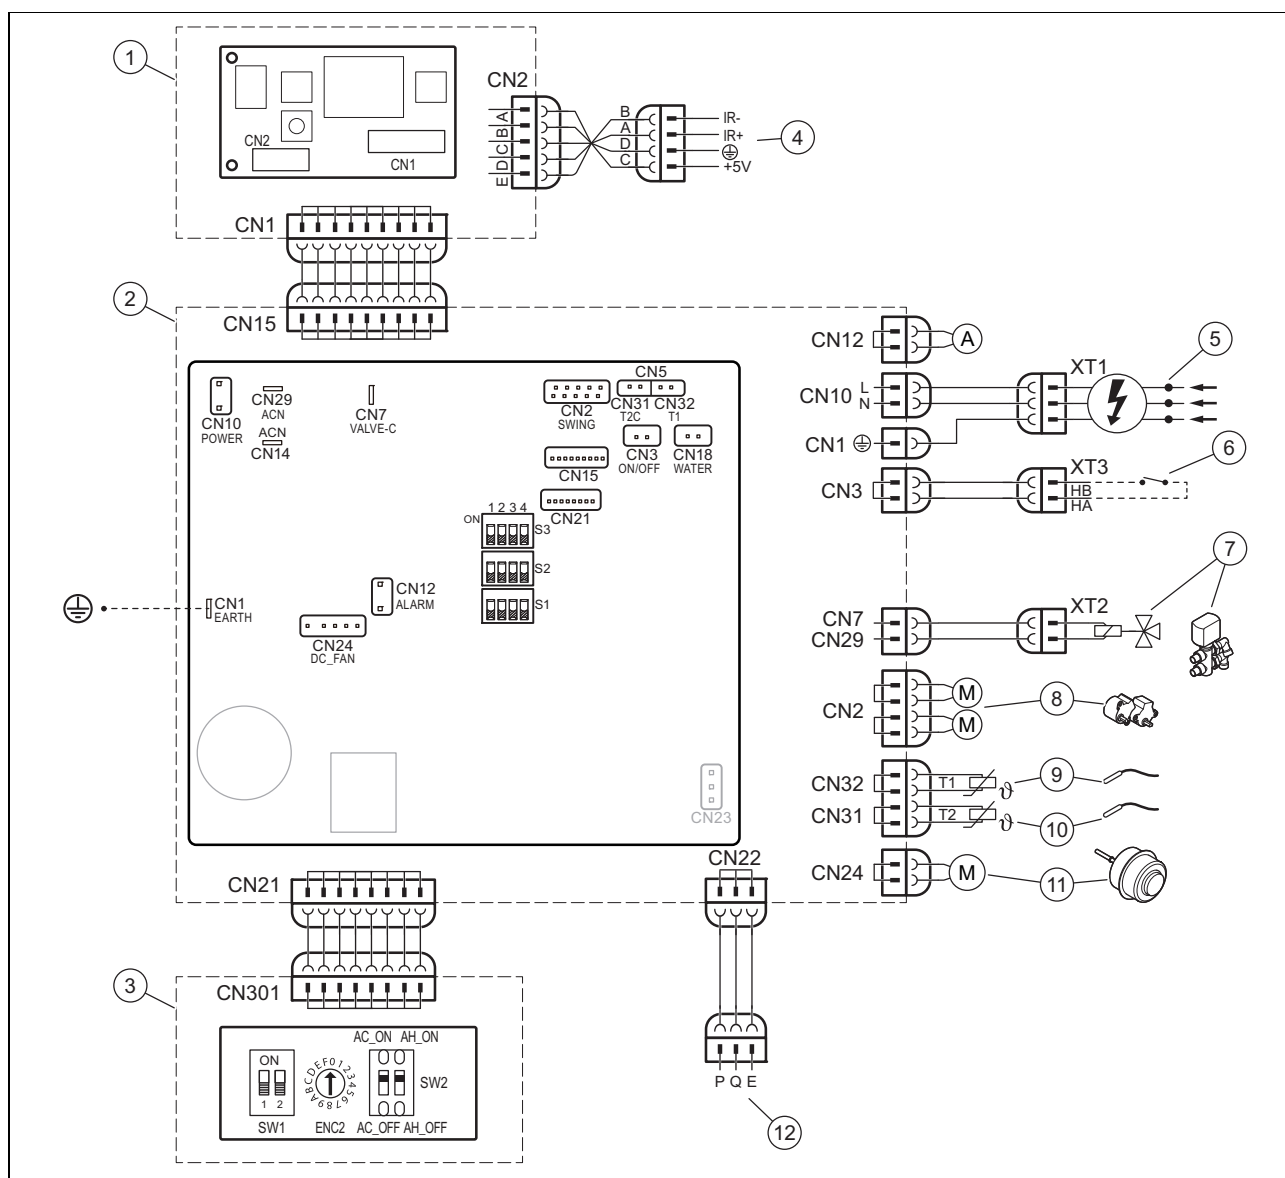 1
CN2
A
B
C
D
E
B
A
D
C
IR-
IR+
+5V
4
CN2
CN1
CN1
2
CN15
CN12
A
CN10
L
N
XT1
5
CN1
CN3
XT3
HB
HA
6
CN10
POWER
CN29
ACN
ACN
CN14
CN7
VALVE-C
CN2
SWING
CN5
CN31
CN32
T2C
T1
CN3
ON/OFF
CN18
WATER
CN15
CN21
1 2 3 4
ON
S3
S2
S1
CN12
ALARM
CN1
EARTH
CN24
DC_FAN
CN23
CN7
CN29
XT2
7
CN2
M
M
8
CN32
T1
ϑ
9
CN31
T2
ϑ
10
CN24
M
11
CN21
CN22
CN301
3
ON
1 2
SW1
0123456789ABCDEF
ENC2
AC_ON AH_ON
SW2
AC_OFF AH_OFF
P Q E
12